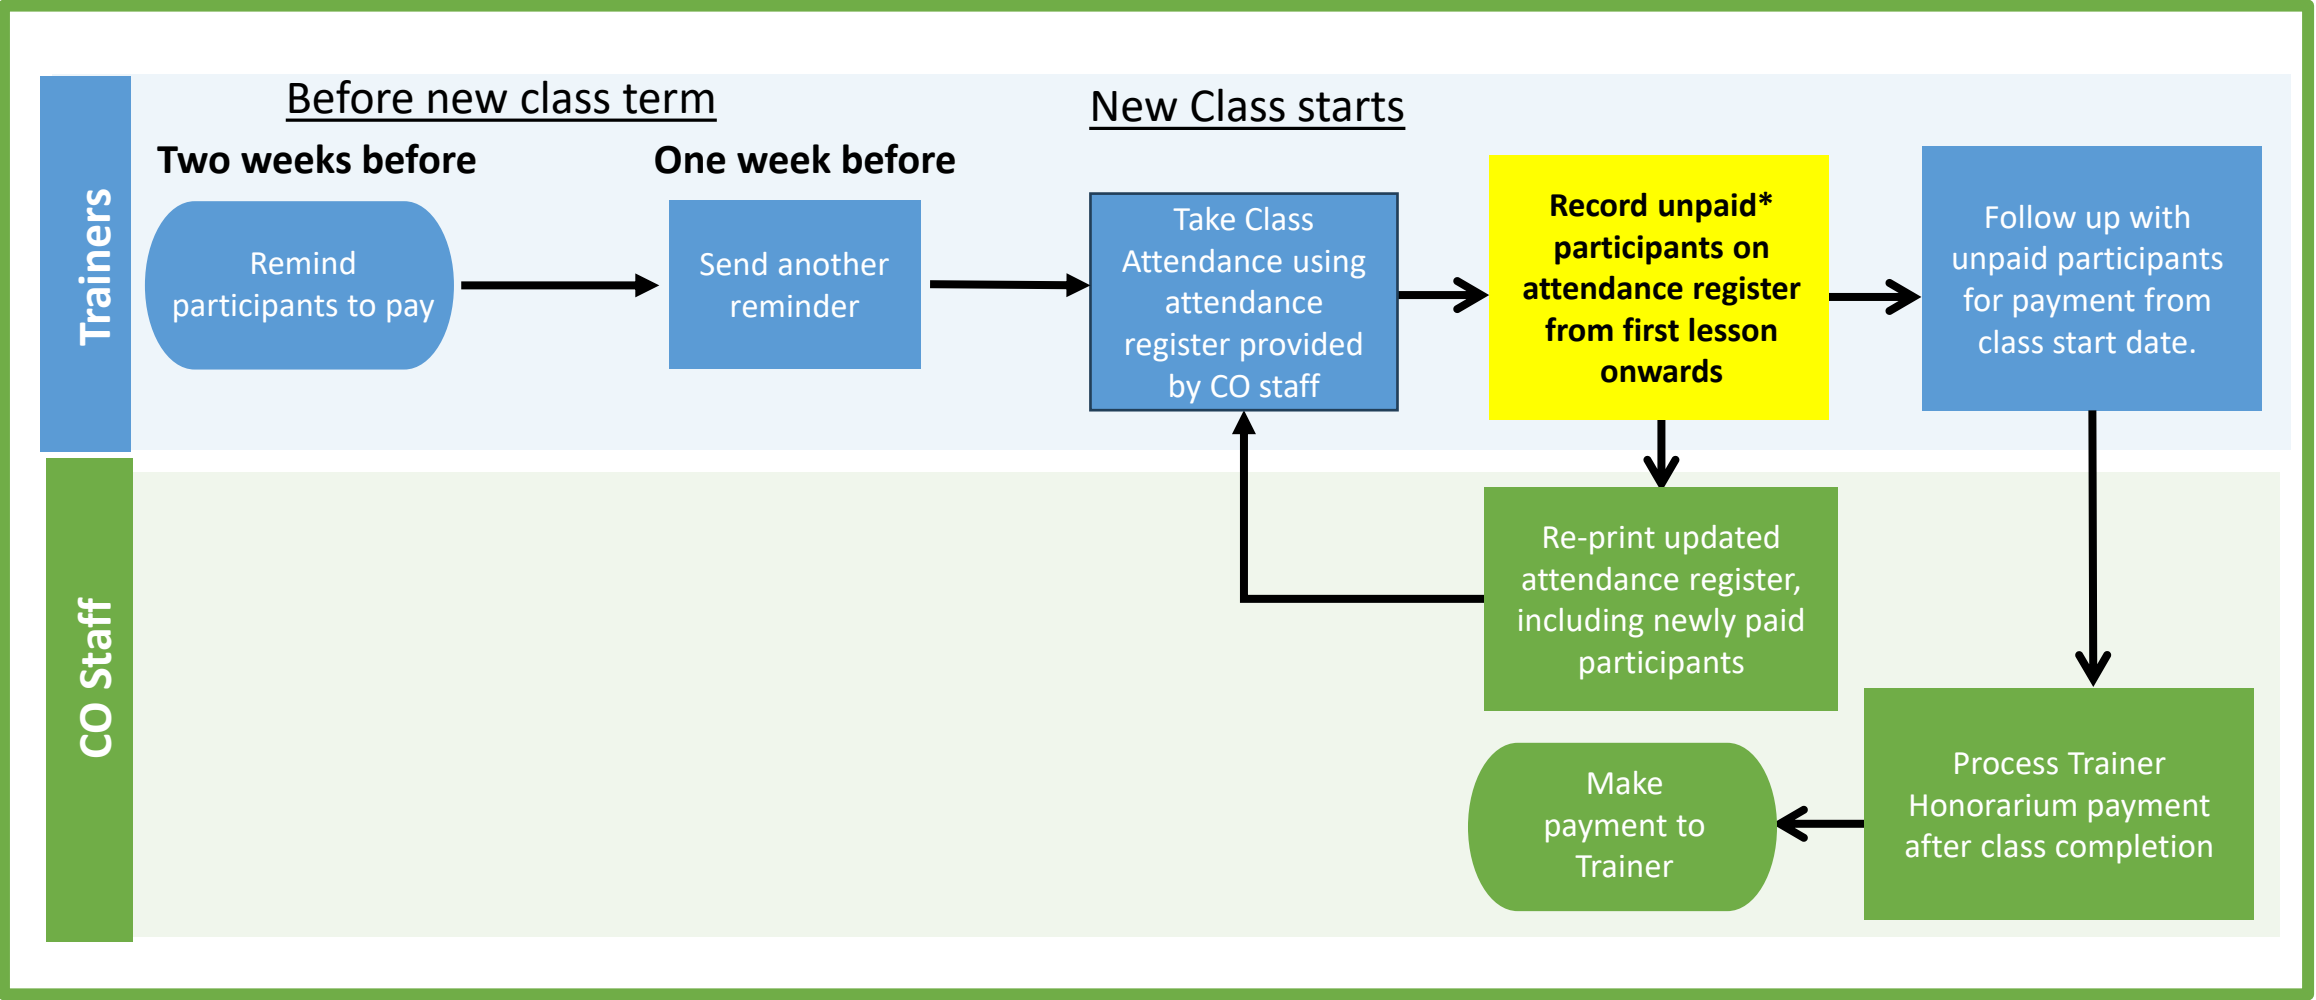 Trainers
Before new class term
Two weeks before
One week before
Remind
participants to pay
Send another
reminder
New Class starts
Take Class
Attendance using
attendance
register provided
by CO staff
Record unpaid*
participants on
attendance register
from first lesson
onwards
Follow up with
unpaid participants
for payment from
class start date.
CO Staff
Re-print updated
attendance register,
including newly paid
participants
Process Trainer
Honorarium payment
after class completion
Make
payment to
Trainer